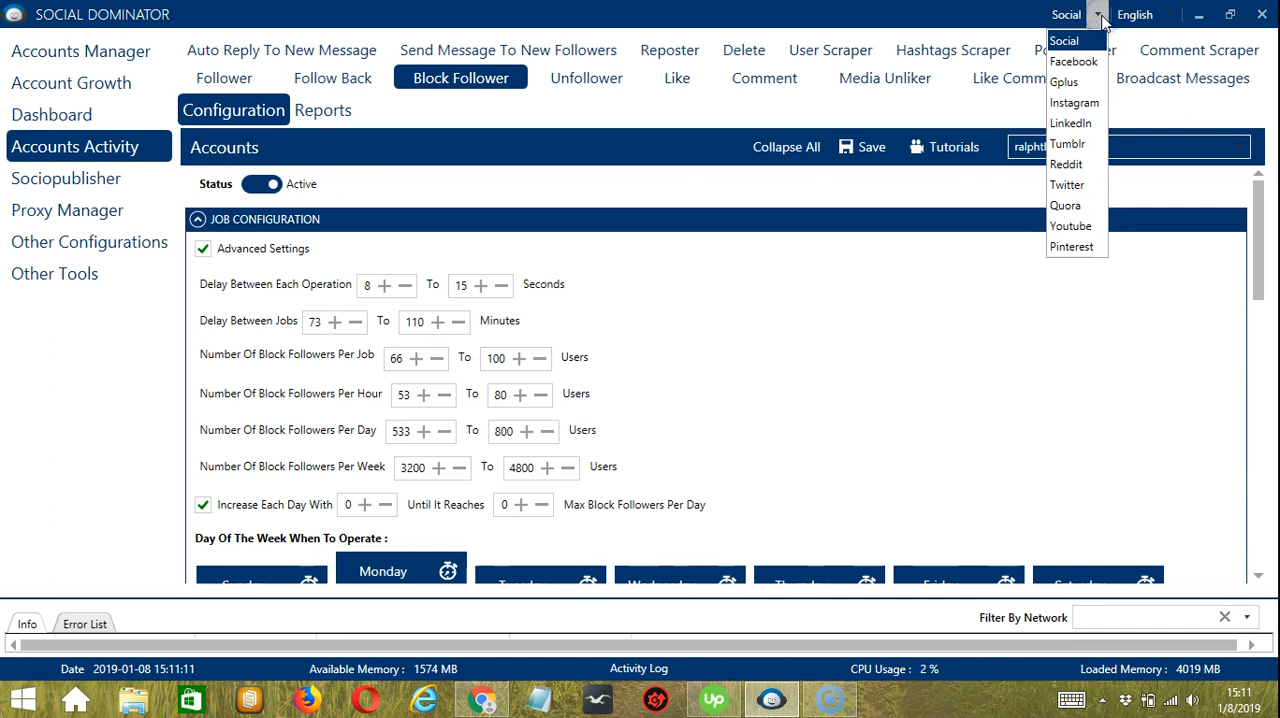 SOCIAL DOMINATOR
Social
English
Social
Facebook
Gplus
Instagram
LinkedIn
Tumblr
Reddit
Twitter
Quora
Youtube
Pinterest
Accounts Manager
Account Growth
Dashboard
Accounts Activity
Sociopublisher
Proxy Manager
Other Configurations
Other Tools
Auto Reply To New Message Send Message To New Followers Reposter Delete User Scraper Hashtags Scraper Comment Scraper
Follower Follow Back Block Follower Unfollower Like Comment Media Unliker Like Broadcast Messages
Configuration Reports
Accounts Collapse All Save Tutorials
Status Active
JOB CONFIGURATION
Advanced Settings
Delay Between Each Operation 8 To 15 Seconds
Delay Between Jobs 73 To 110 Minutes
Number Of Block Followers Per Job 66 To 100 Users
Number Of Block Followers Per Hour 53 To 80 Users
Number Of Block Followers Per Day 533 To 800 Users
Number Of Block Followers Per Week 3200 To 4800 Users
Increase Each Day With 0 Until It Reaches 0 Max Block Followers Per Day
Day Of The Week When To Operate :
Monday
Info Error List Filter By Network
Date 2019-01-08 15:11:11 Available Memory : 1574 MB Activity Log CPU Usage : 2 % Loaded Memory : 4019 MB
Up
15:11
1/8/2019